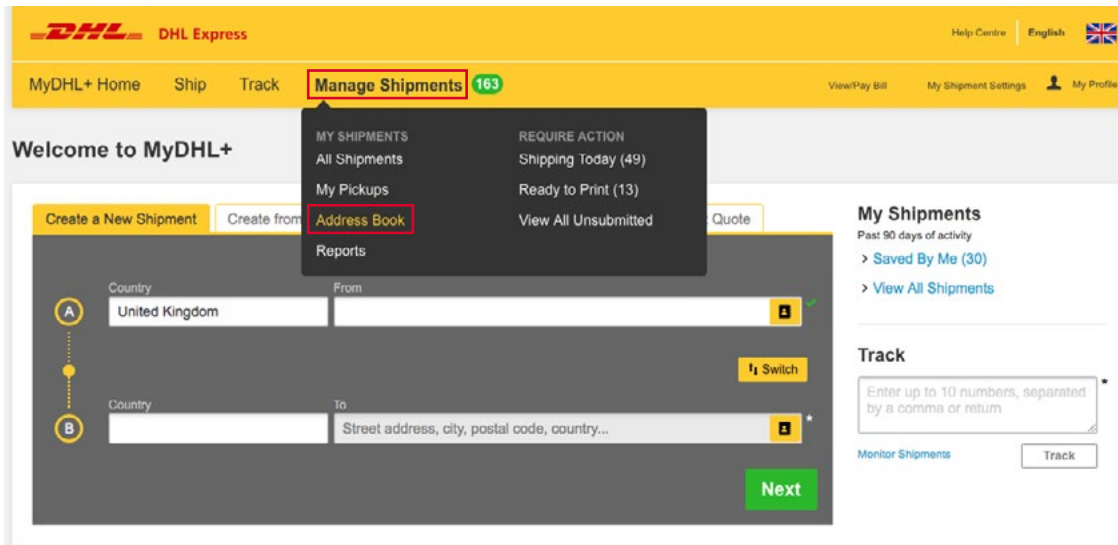 DHL DHL Express
Help Centre English
MyDHL+ Home Ship Track Manage Shipments 163
View/Pay Bill My Shipment Settings My Profile
MY SHIPMENTS
All Shipments
My Pickups
Address Book
Reports
REQUIRE ACTION
Shipping Today (49)
Ready to Print (13)
View All Unsubmitted
Welcome to MyDHL+
Create a New Shipment Create from Quote
Country From
A United Kingdom
Switch
Country To
B Street address, city, postal code, country... *
Next
My Shipments
Past 90 days of activity
> Saved By Me (30)
> View All Shipments
Track
Enter up to 10 numbers, separated *
by a comma or return
Monitor Shipments Track